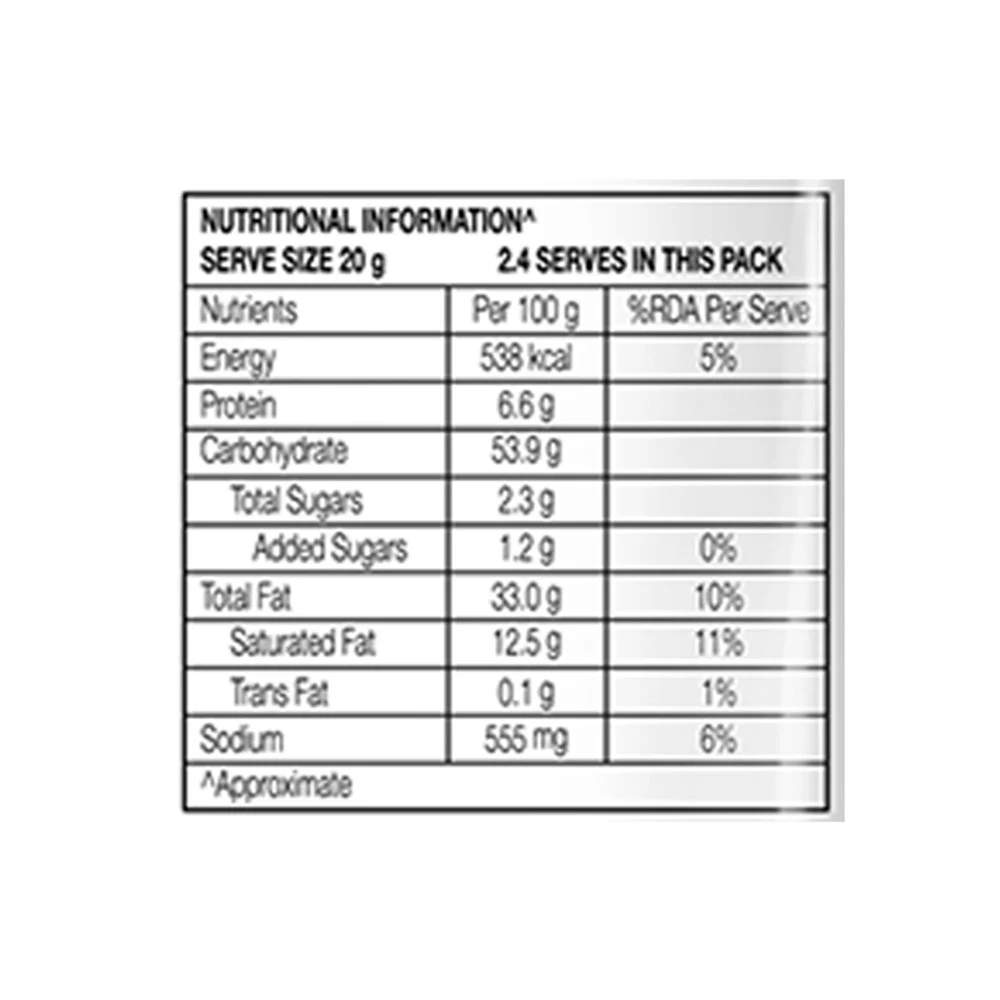 NUTRITIONAL INFORMATION^
SERVE SIZE 20 g 2.4 SERVES IN THIS PACK
Nutrients Per 100 g %RDA Per Serve
Energy 538 kcal 5%
Protein 6.6 g
Carbohydrate 53.9 g
Total Sugars 2.3 g
Added Sugars 1.2 g 0%
Total Fat 33.0 g 10%
Saturated Fat 12.5 g 11%
Trans Fat 0.1 g 1%
Sodium 555 mg 6%
^Approximate